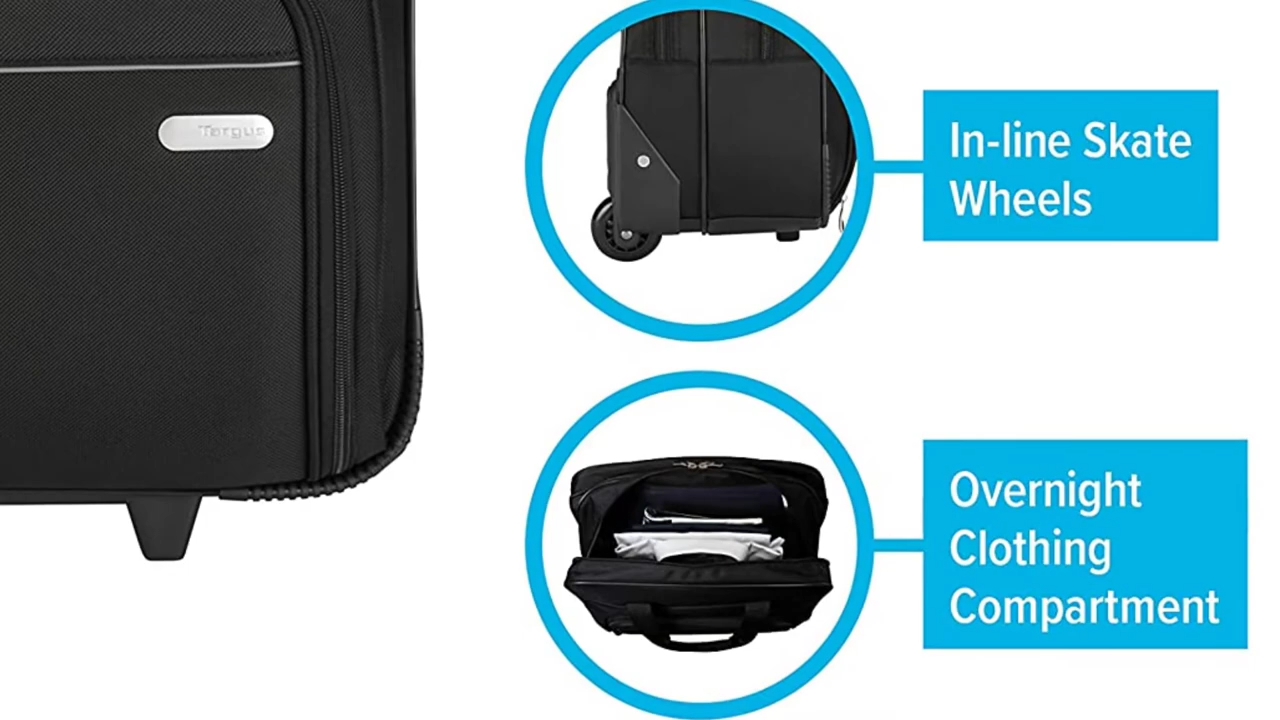 Targus
In-line Skate
Wheels
Overnight
Clothing
Compartment